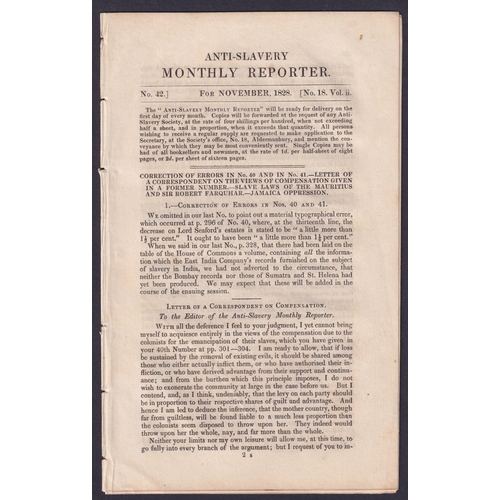 ANTI-SLAVERY
MONTHLY REPORTER.
No. 42.] FOR NOVEMBER, 1828. [No. 18. Vol. ii.
The "ANTI-SLAVERY MONTHLY REPORTER" will be ready for delivery on the
first day of every month. Copies will be forwarded at the request of any Anti-
Slavery Society, at the rate of four shillings per hundred, when not exceeding
half a sheet, and in proportion, when it exceeds that quantity. All persons
wishing to receive a regular supply are requested to make application to the
Secretary, at the Society's office, No. 18, Aldermanbury, and mention the
conveyance by which they may be most conveniently sent. Single Copies may be
had of all booksellers and newsmen, at the rate of 1d. per half-sheet of eight
pages, or 2d. per sheet of sixteen pages.
CORRECTION OF ERRORS IN No. 40 AND IN No. 41.—LETTER OF
A CORRESPONDENT ON THE VIEWS OF COMPENSATION GIVEN
IN A FORMER NUMBER.—SLAVE LAWS OF THE MAURITIUS
AND SIR ROBERT FARQUHAR.—JAMAICA OPPRESSION.
1.—CORRECTION OF ERRORS IN Nos. 40 AND 41.
WE omitted in our last No. to point out a material typographical error,
which occurred at p. 296 of No. 40, where, at the thirteenth line, the
decrease on Lord Seaford's estates is stated to be "a little more than
1⅛ per cent." It ought to have been "a little more than 1½ per cent."
When we said in our last No., p. 328, that there had been laid on the
table of the House of Commons a volume, containing all the informa-
tion which the East India Company's records furnished on the subject
of slavery in India, we had not adverted to the circumstance, that
neither the Bombay records nor those of Sumatra and St. Helena had
yet been produced. We may expect that these will be added in the
course of the ensuing session.
LETTER OF A CORRESPONDENT ON COMPENSATION.
To the Editor of the Anti-Slavery Monthly Reporter.
WITH all the deference I feel to your judgment, I yet cannot bring
myself to acquiesce entirely in the views of the compensation due to the
colonists for the emancipation of their slaves, which you have given in
your 40th Number at pp. 301—304. I am ready to allow, that if loss
be sustained by the removal of existing evils, it should be shared among
those who either actually inflict them, or who have authorised their in-
fliction, or who have derived advantage from their support and continu-
ance; and from the burthen which this principle imposes, I do not
wish to exonerate the community at large in the case before us. But I
contend, and, as I think, undeniably, that the levy on each party should
be in proportion to their respective shares of guilt and advantage. And
hence I am led to deduce the inference, that the mother country, though
far from guiltless, will be found liable to a much less proportion than
the colonists seem disposed to throw upon her. They indeed would
throw upon her the whole, nay, and far more than the whole.
Neither your limits nor my own leisure will allow me, at this time, to
go fully into every branch of the argument; but I request of you to in-
2 s